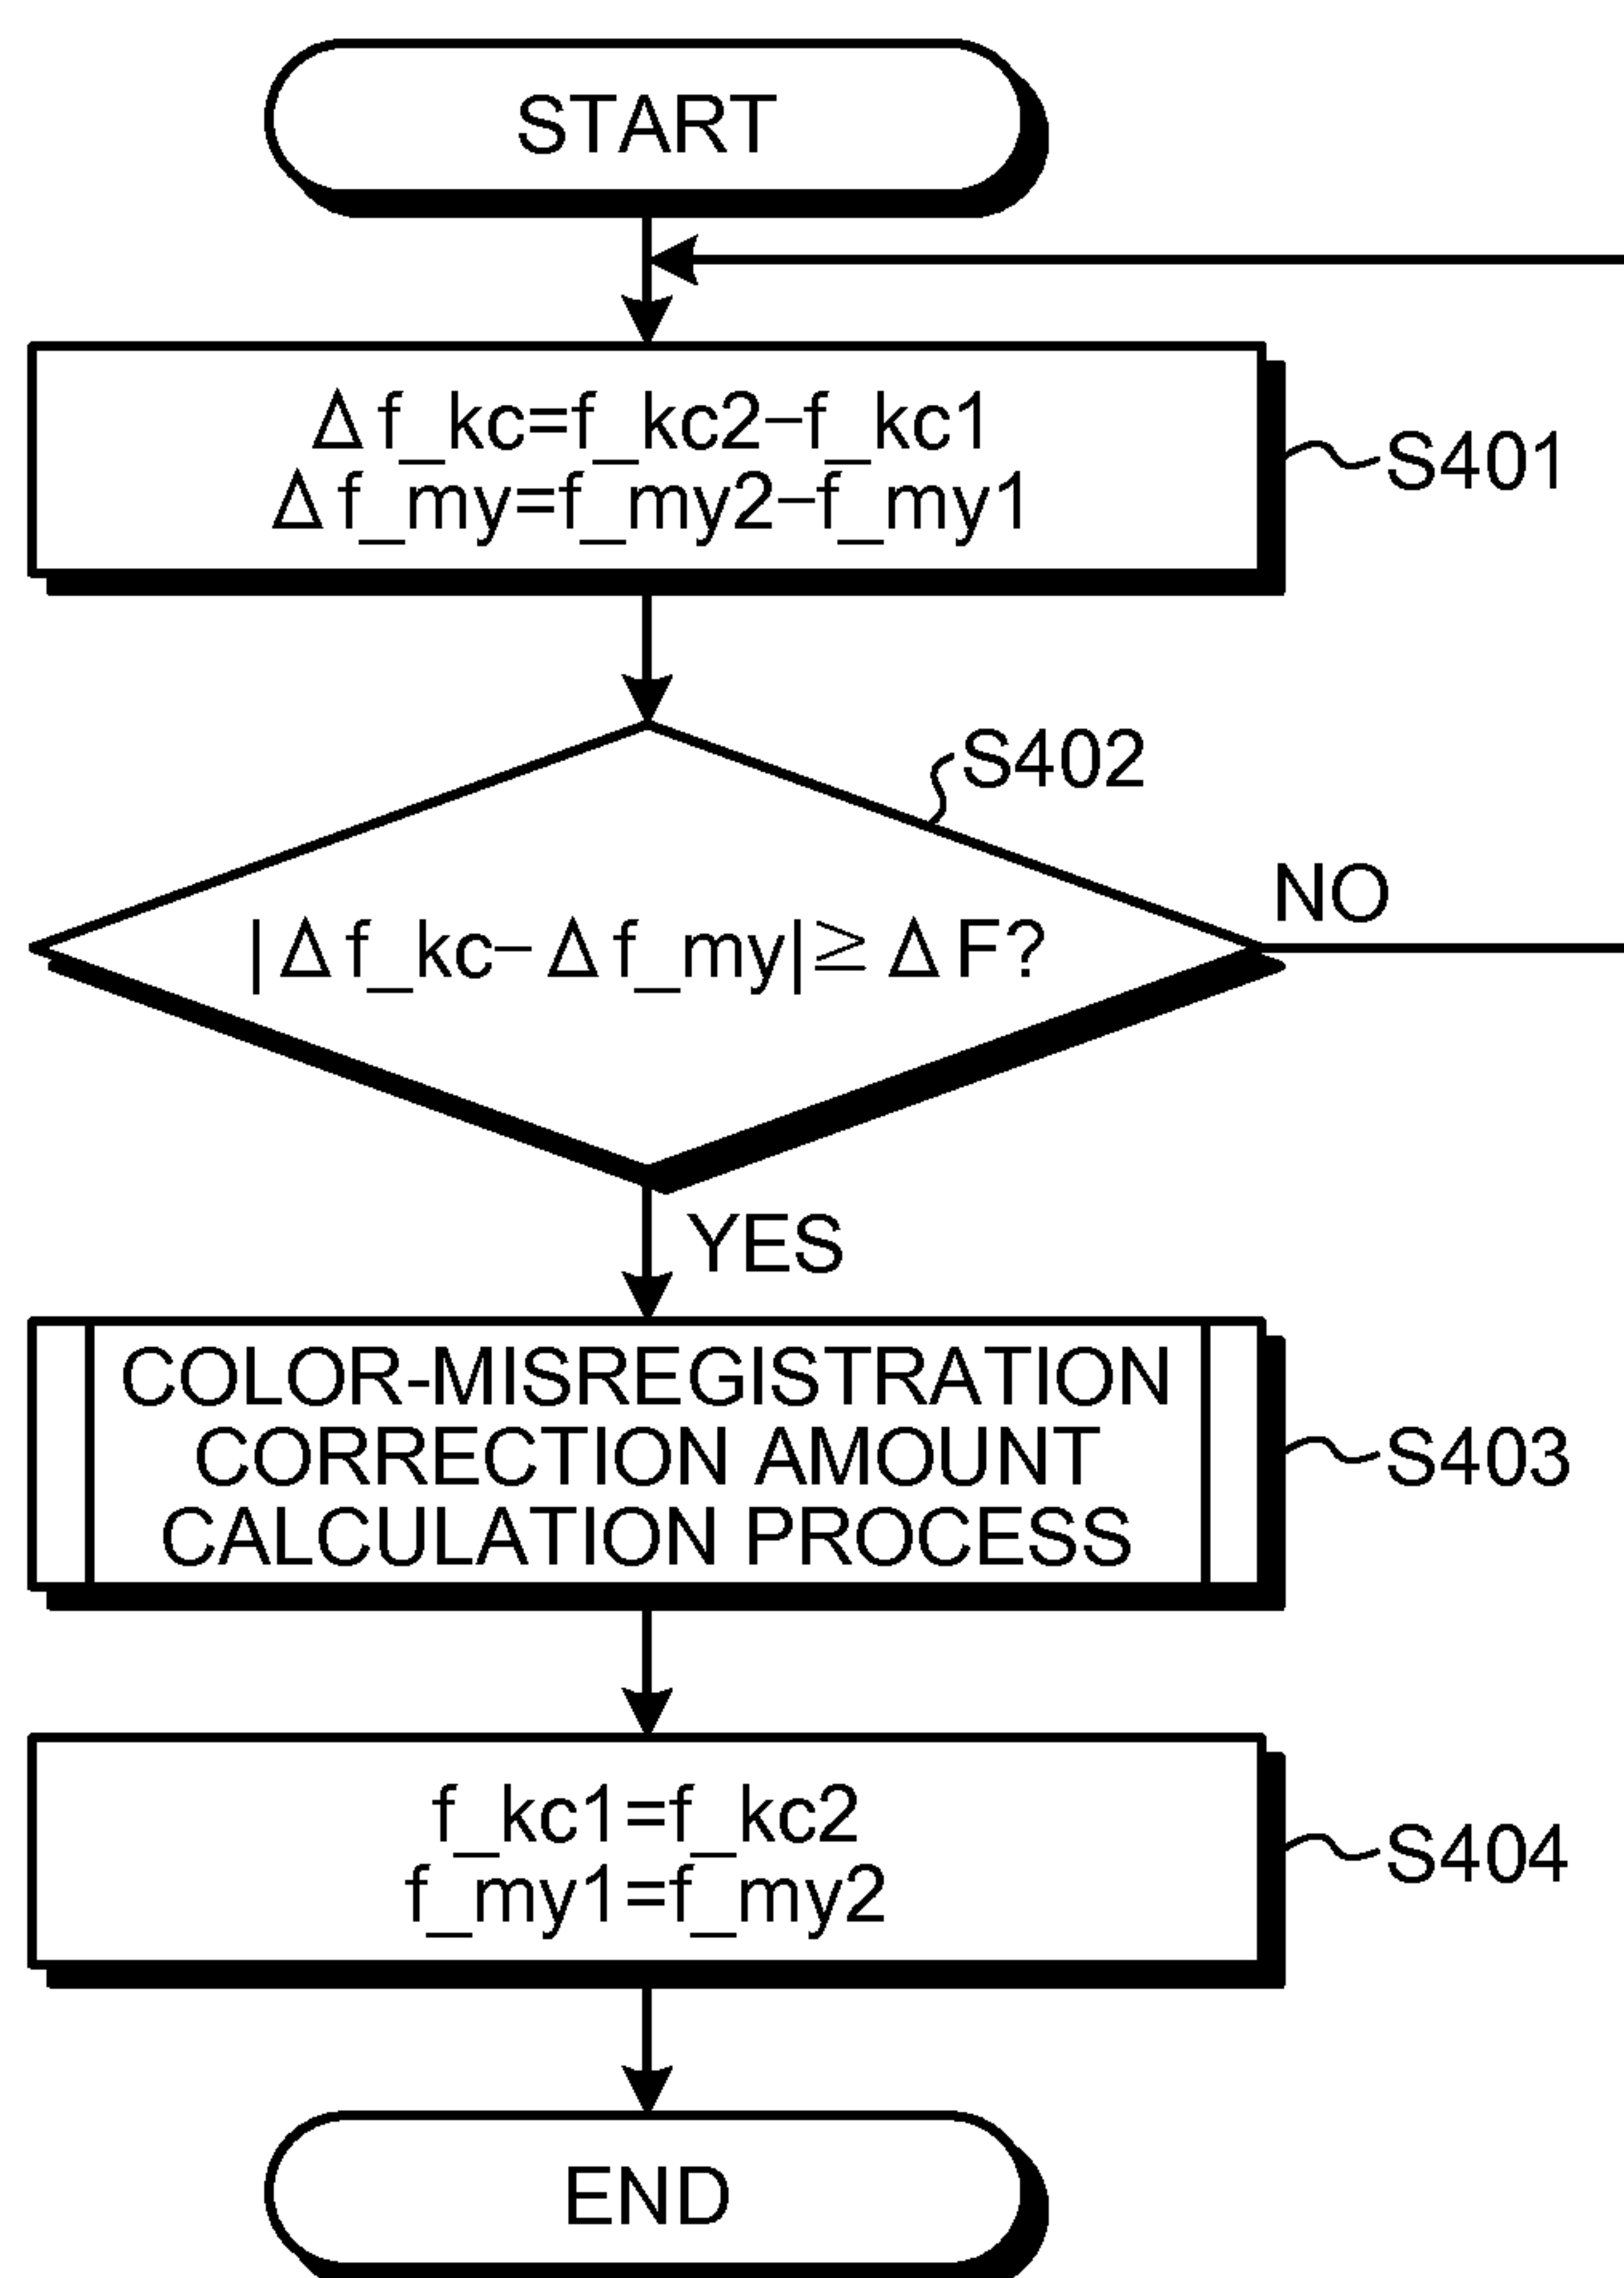 START
Δf_kc=f_kc2−f_kc1
Δf_my=f_my2−f_my1
S401
S402
NO
|Δf_kc−Δf_my|≧ΔF?
YES
COLOR-MISREGISTRATION
CORRECTION AMOUNT
CALCULATION PROCESS
S403
f_kc1=f_kc2
f_my1=f_my2
S404
END